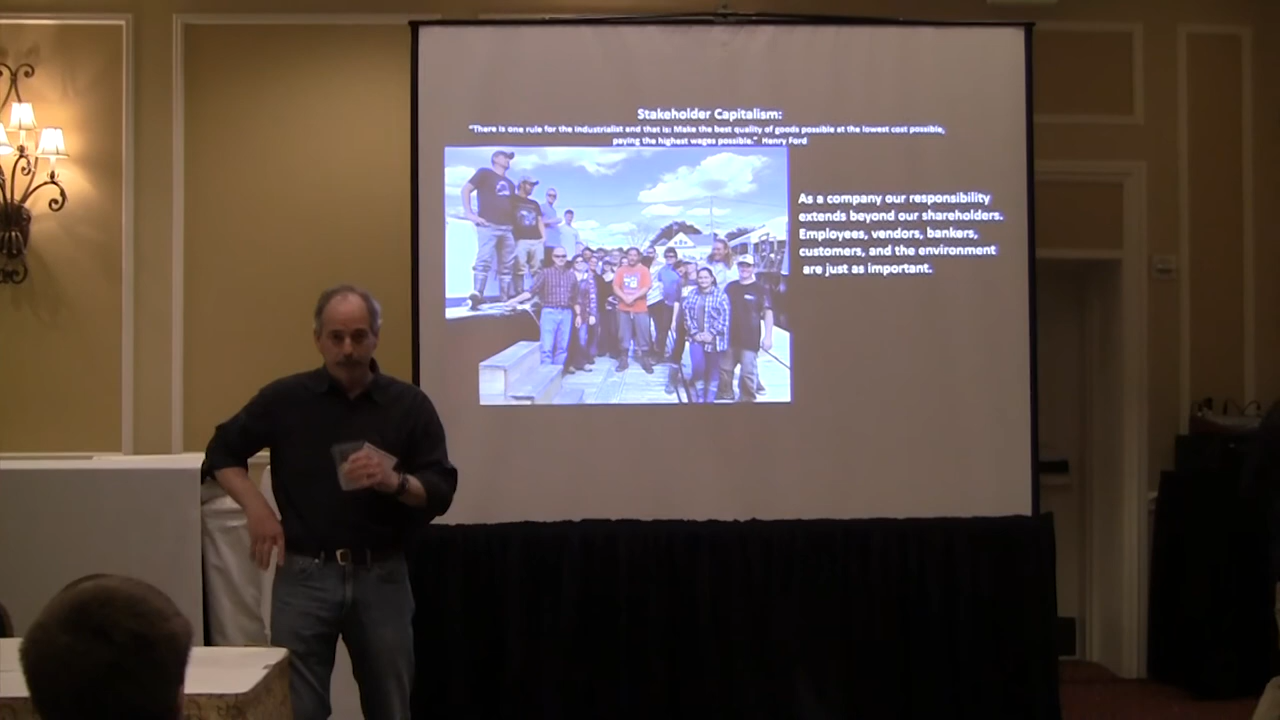 Stakeholder Capitalism:
"There is one rule for the industrialist and that is: Make the best quality of goods possible at the lowest cost possible,
paying the highest wages possible." Henry Ford
As a company our responsibility
extends beyond our shareholders.
Employees, vendors, bankers,
customers, and the environment
are just as important.